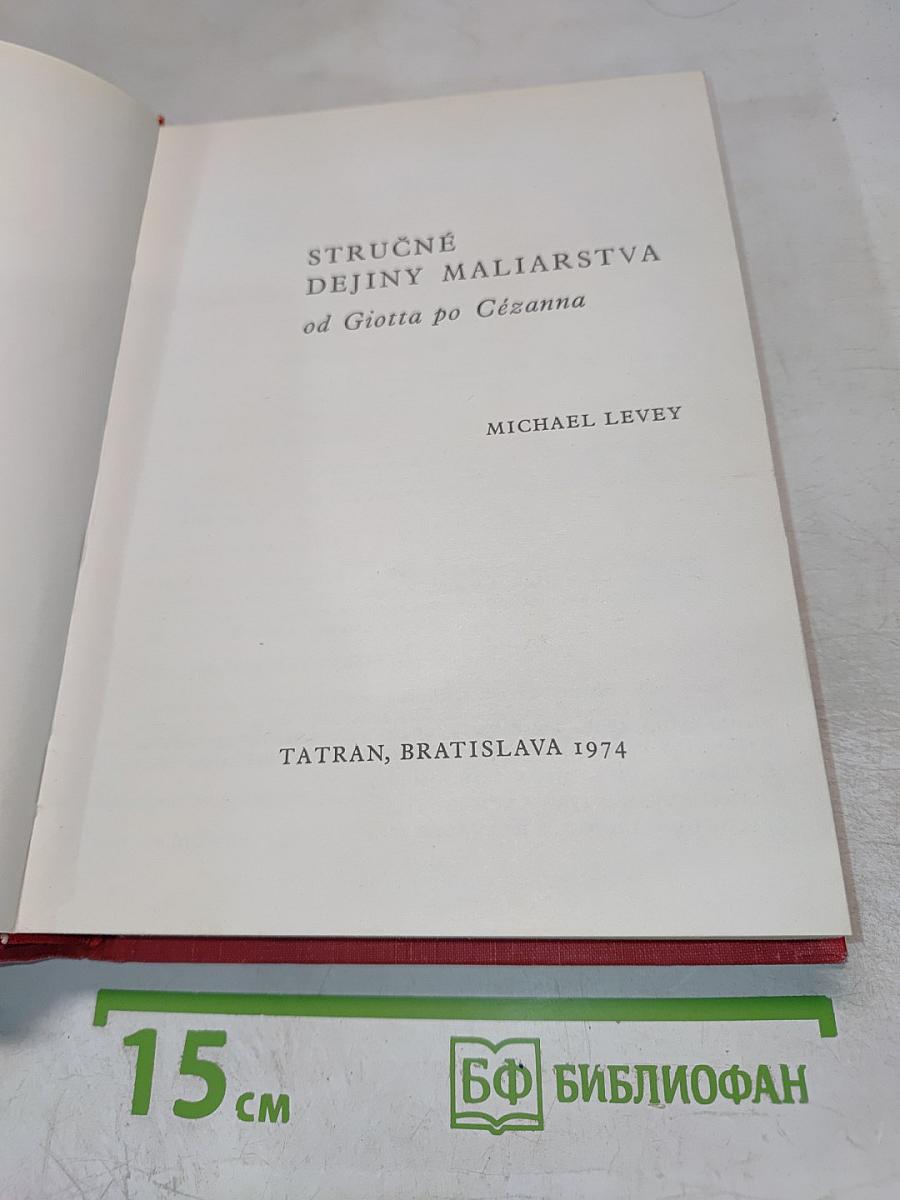 STRUČNÉ
DEJINY MALIARSTVA
od Giotta po Cézanna
MICHAEL LEVEY
TATRAN, BRATISLAVA 1974
15 см
БФ БИБЛИОФАН